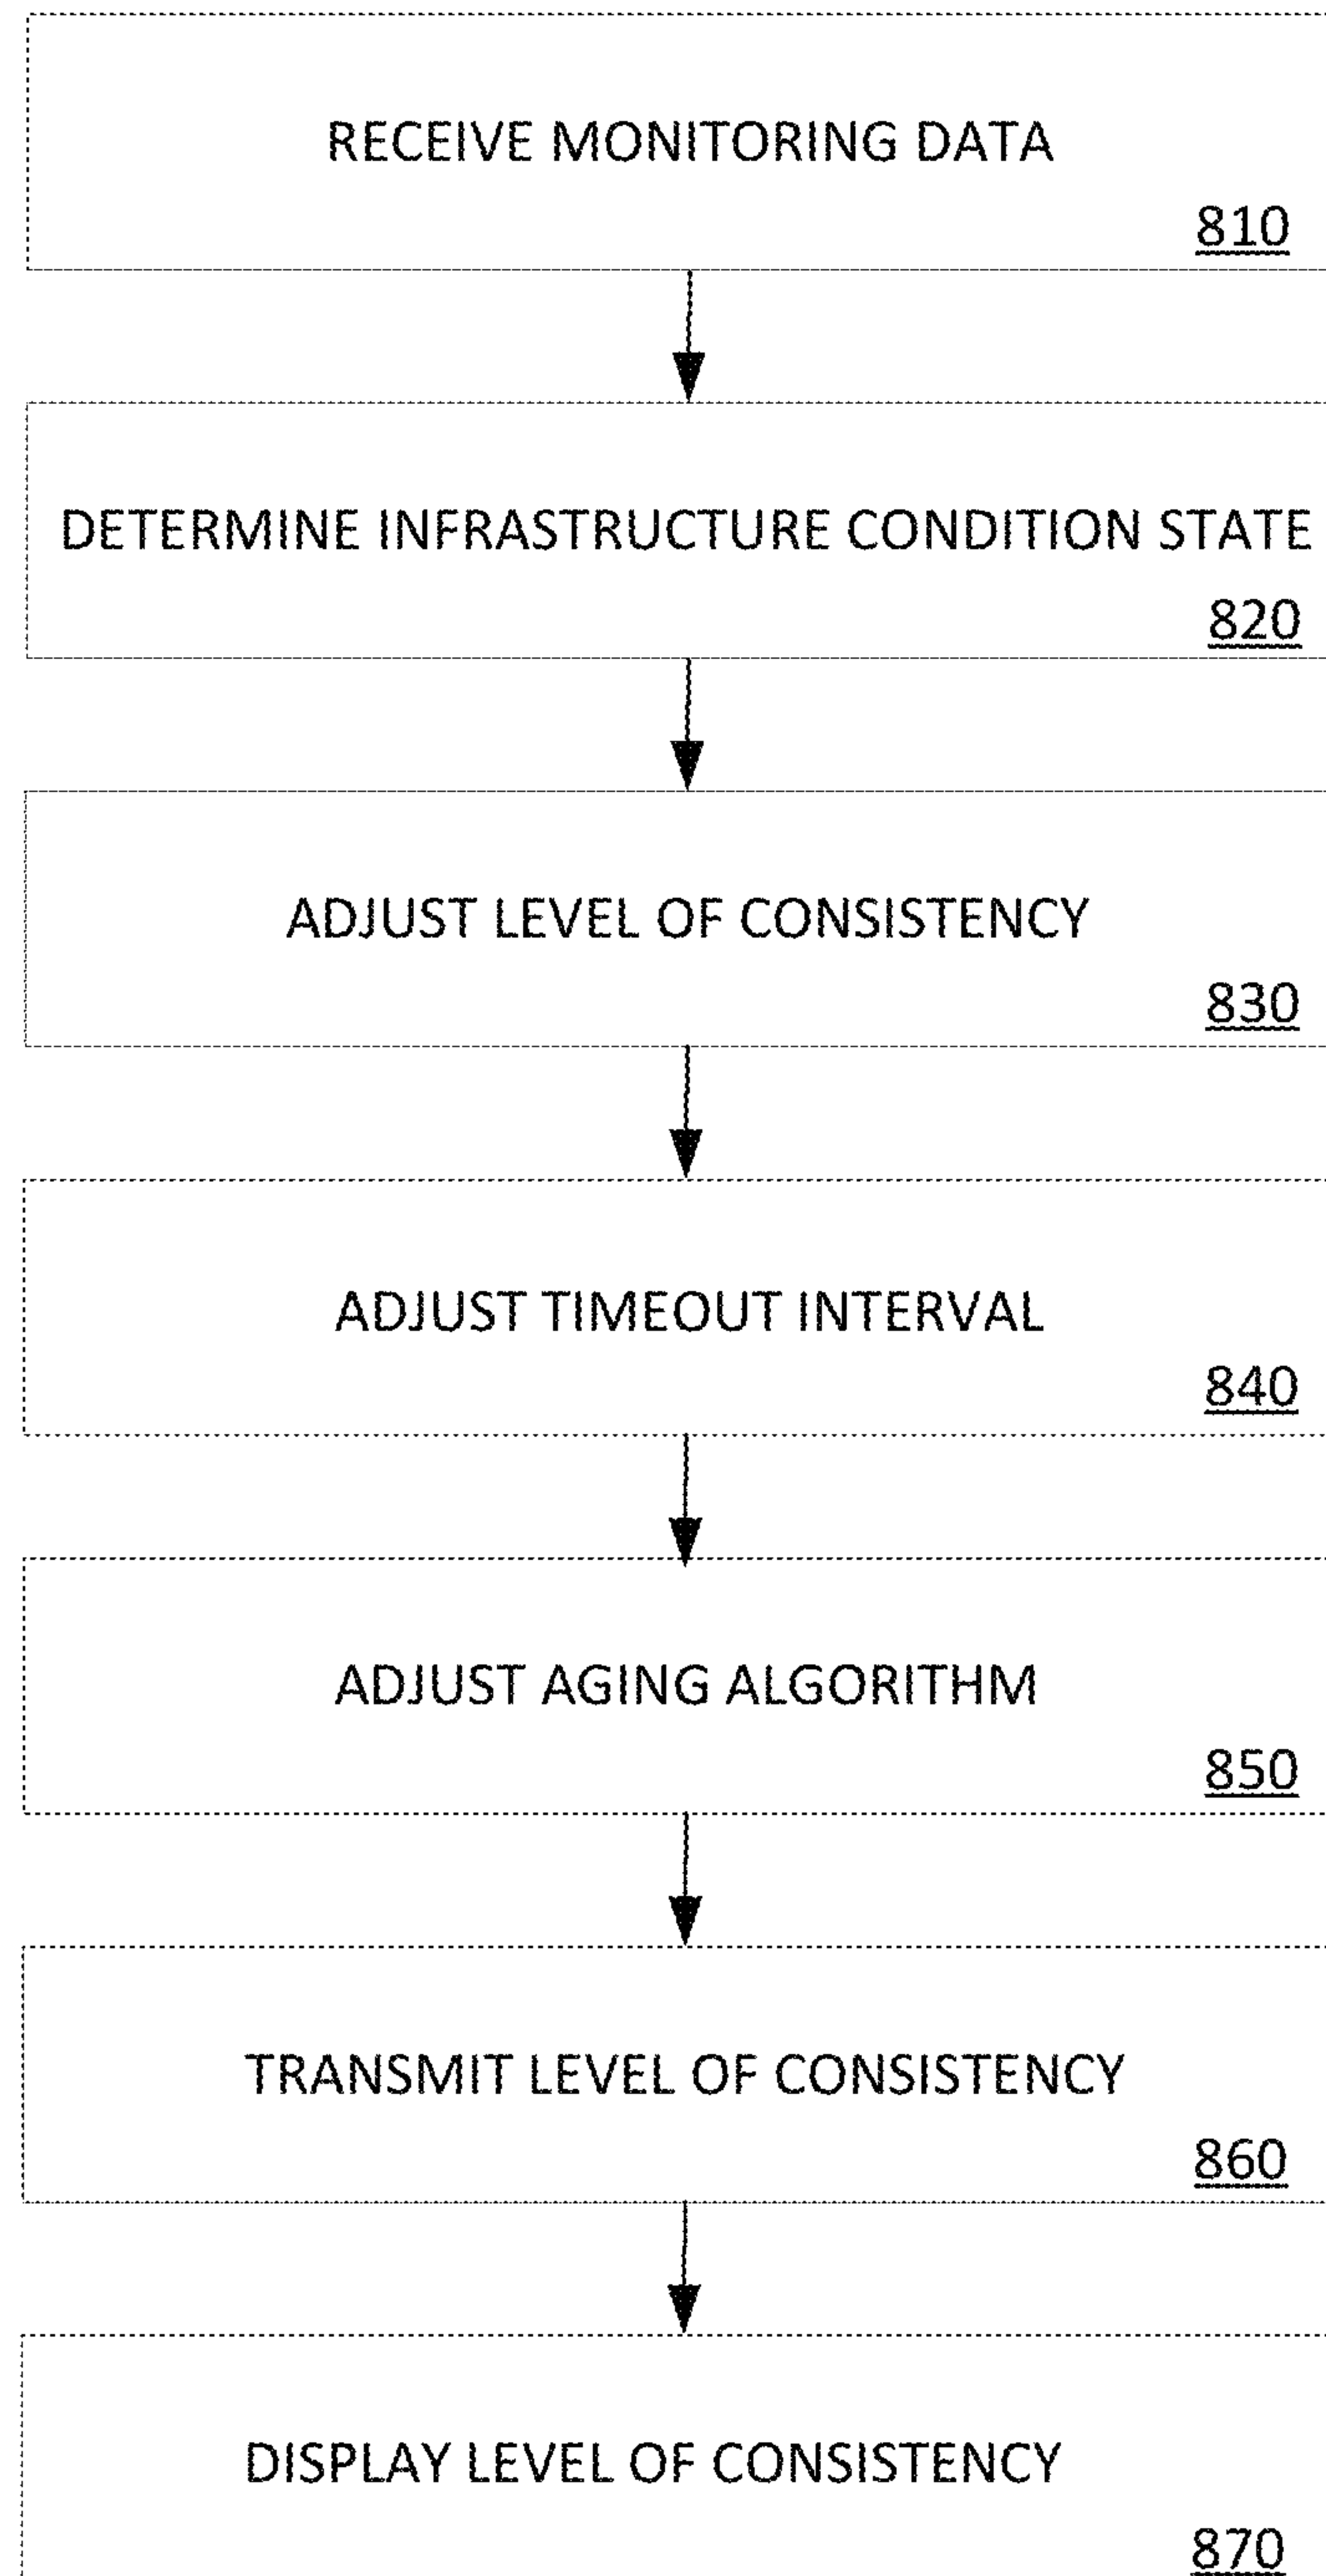 RECEIVE MONITORING DATA
810
DETERMINE INFRASTRUCTURE CONDITION STATE
820
ADJUST LEVEL OF CONSISTENCY
830
ADJUST TIMEOUT INTERVAL
840
ADJUST AGING ALGORITHM
850
TRANSMIT LEVEL OF CONSISTENCY
860
DISPLAY LEVEL OF CONSISTENCY
870